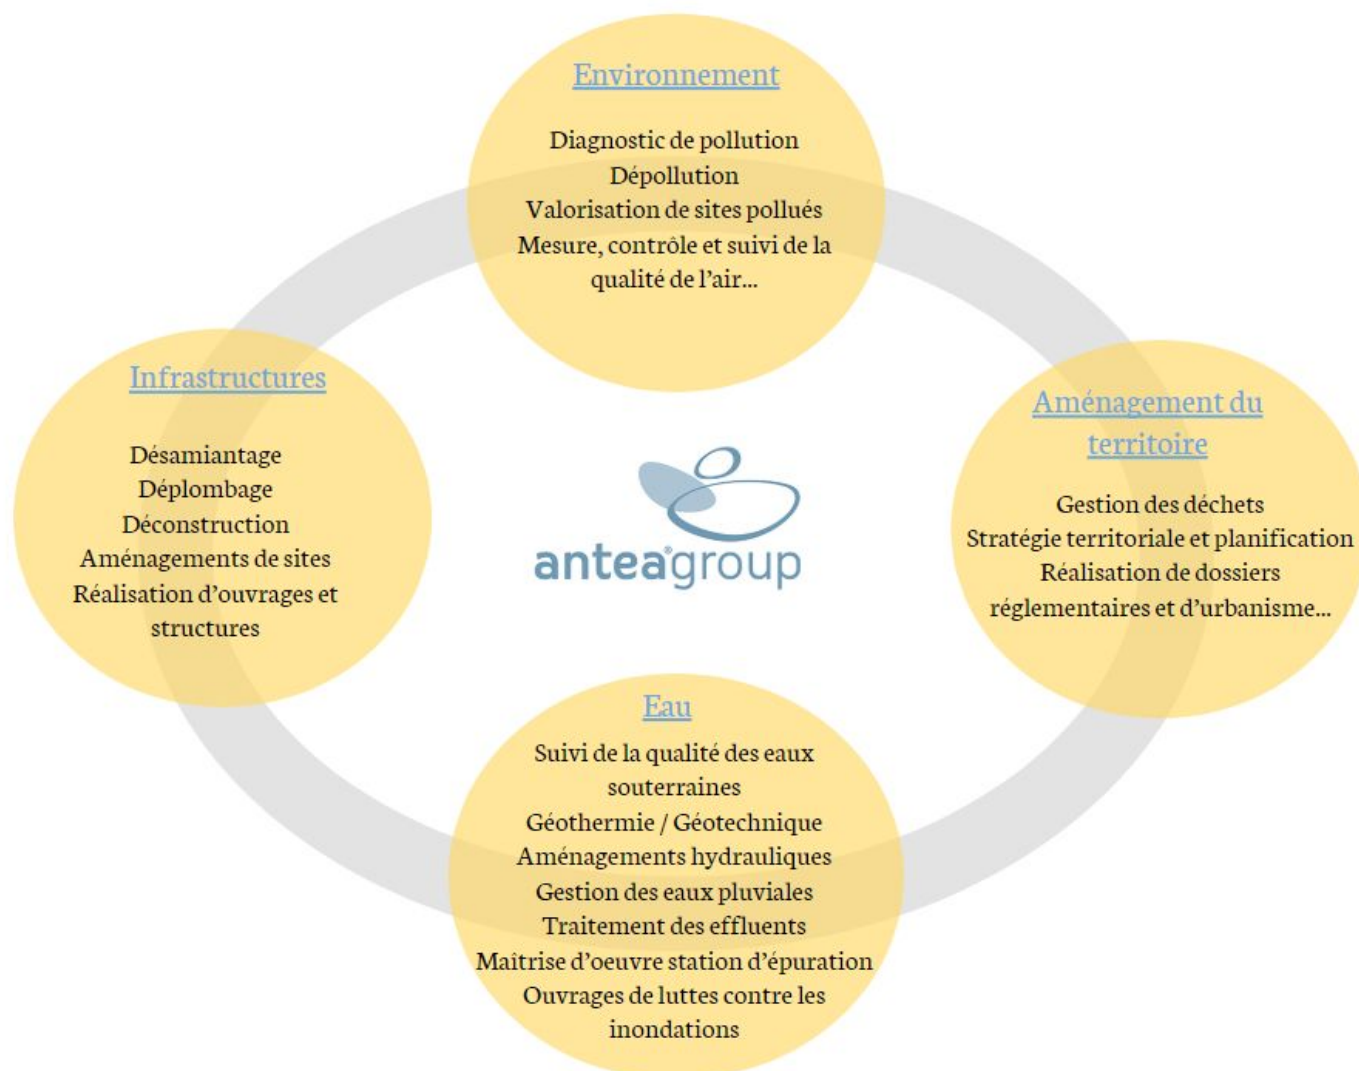 Environnement
Diagnostic de pollution
Dépollution
Valorisation de sites pollués
Mesure, contrôle et suivi de la
qualité de l'air...
Infrastructures
Désamiantage
Déplombage
Déconstruction
Aménagements de sites
Réalisation d'ouvrages et
structures
antea®group
Aménagement du
territoire
Gestion des déchets
Stratégie territoriale et planification
Réalisation de dossiers
réglementaires et d'urbanisme...
Eau
Suivi de la qualité des eaux
souterraines
Géothermie / Géotechnique
Aménagements hydrauliques
Gestion des eaux pluviales
Traitement des effluents
Maîtrise d'oeuvre station d'épuration
Ouvrages de luttes contre les
inondations